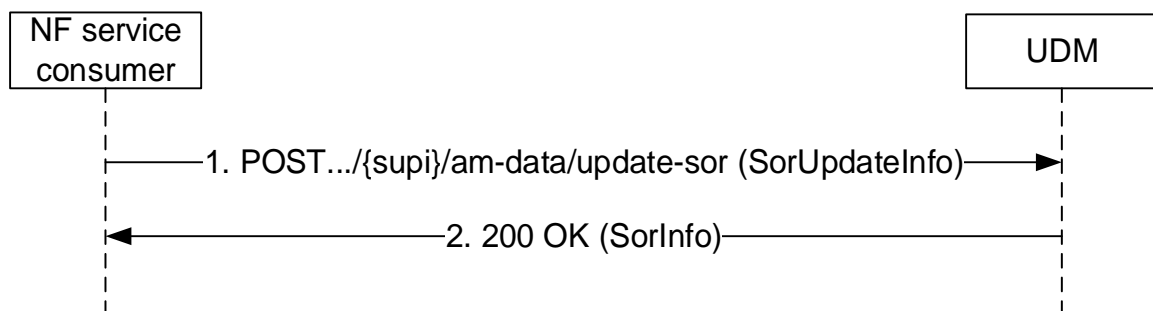 NF service
consumer
UDM
1. POST.../{supi}/am-data/update-sor (SorUpdateInfo)
2. 200 OK (SorInfo)